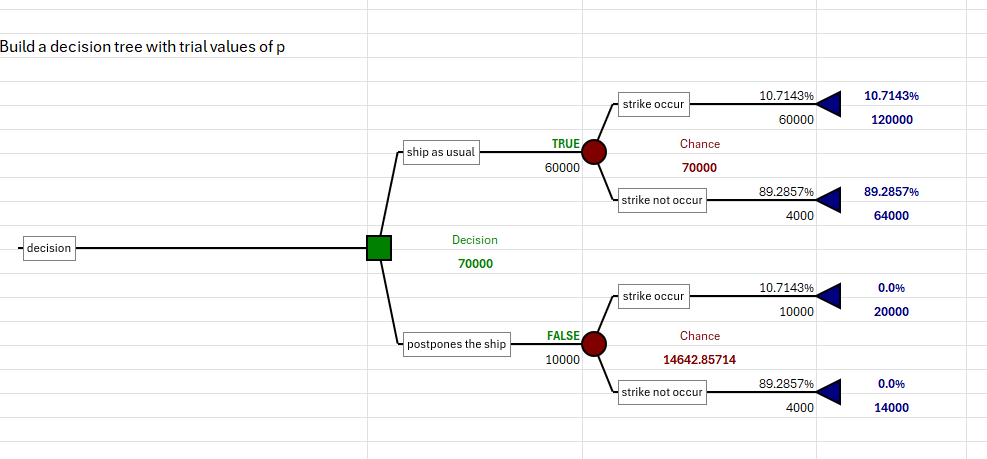 Build a decision tree with trial values of p
strike occur
10.7143%
10.7143%
60000
120000
ship as usual
TRUE
Chance
60000
70000
strike not occur
89.2857%
89.2857%
4000
64000
decision
Decision
70000
strike occur
10.7143%
0.0%
10000
20000
postpones the ship
FALSE
Chance
10000
14642.85714
strike not occur
89.2857%
0.0%
4000
14000